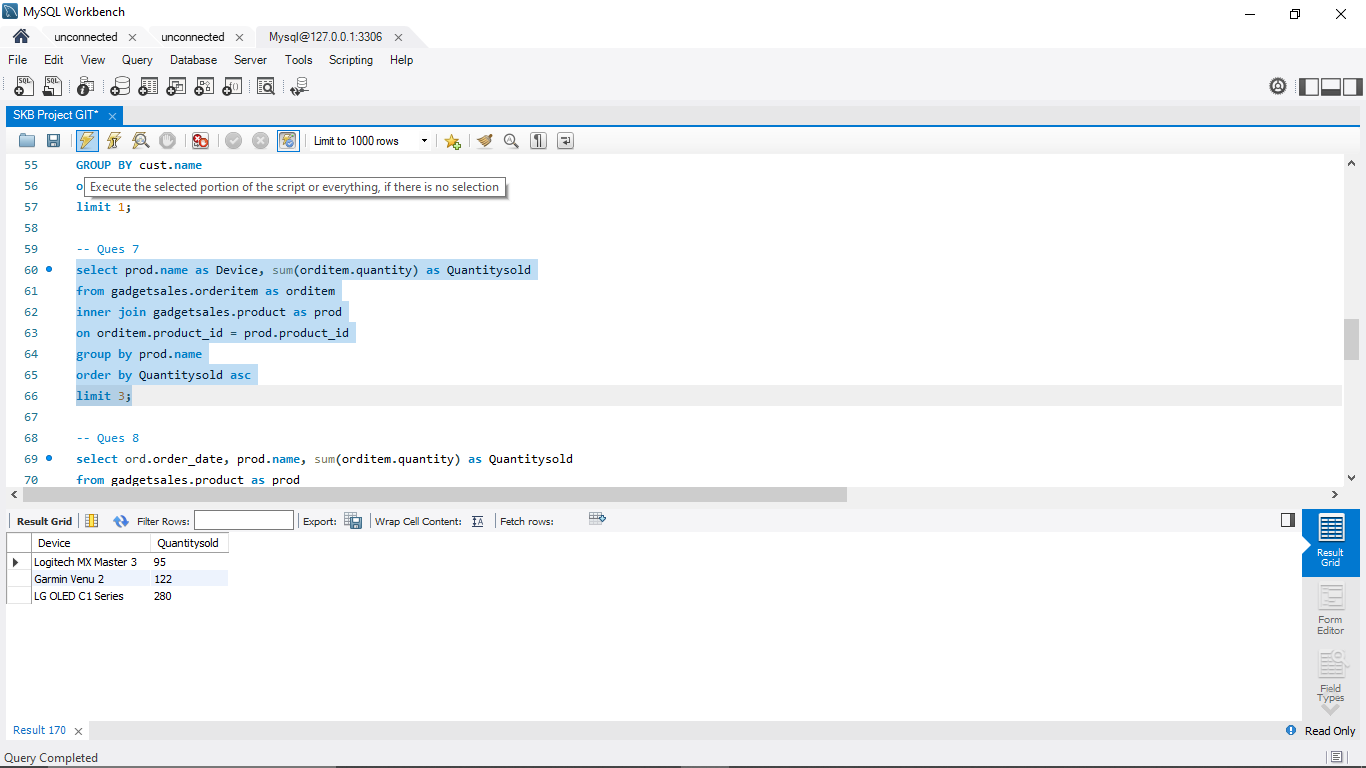 MySQL Workbench
unconnected unconnected Mysql@127.0.0.1:3306
File Edit View Query Database Server Tools Scripting Help
SKB Project GIT*
Limit to 1000 rows
55 GROUP BY cust.name
56 o
Execute the selected portion of the script or everything, if there is no selection
57 limit 1;
58
59 -- Ques 7
60 select prod.name as Device, sum(orditem.quantity) as Quantitysold
61 from gadgetsales.orderitem as orditem
62 inner join gadgetsales.product as prod
63 on orditem.product_id = prod.product_id
64 group by prod.name
65 order by Quantitysold asc
66 limit 3;
67
68 -- Ques 8
69 select ord.order_date, prod.name, sum(orditem.quantity) as Quantitysold
70 from gadgetsales.product as prod
Result Grid Filter Rows: Export: Wrap Cell Content: Fetch rows:
Device Quantitysold
Logitech MX Master 3 95
Garmin Venu 2 122
LG OLED C1 Series 280
Result
Grid
Form
Editor
Field
Types
Result 170 Read Only
Query Completed